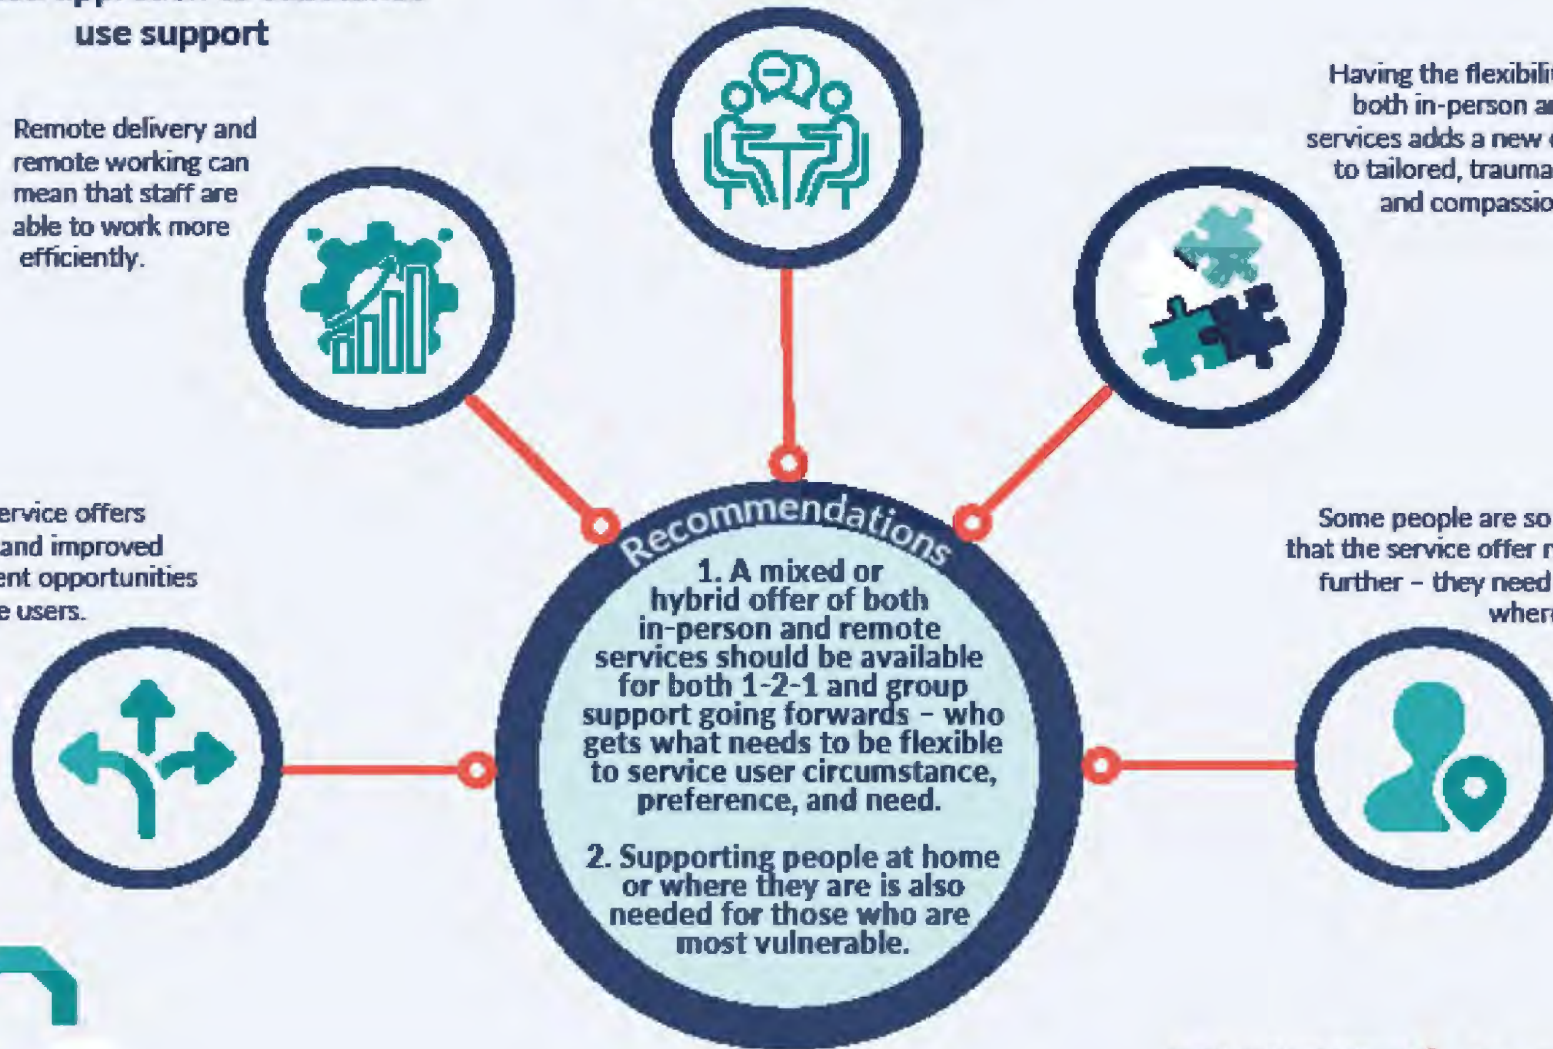 use support
Remote delivery and
remote working can
mean that staff are
able to work more
efficiently.
Having the
both in-person
services adds a new
to tailored, trauma
and
service offers
and improved
opportunities
users.
Some people are so
that the service offer
further – they need
Recommendations
1. A mixed or
hybrid offer of both
in-person and remote
services should be available
for both 1-2-1 and group
support going forwards – who
gets what needs to be flexible
to service user circumstance,
preference, and need.
2. Supporting people at home
or where they are is also
needed for those who are
most vulnerable.